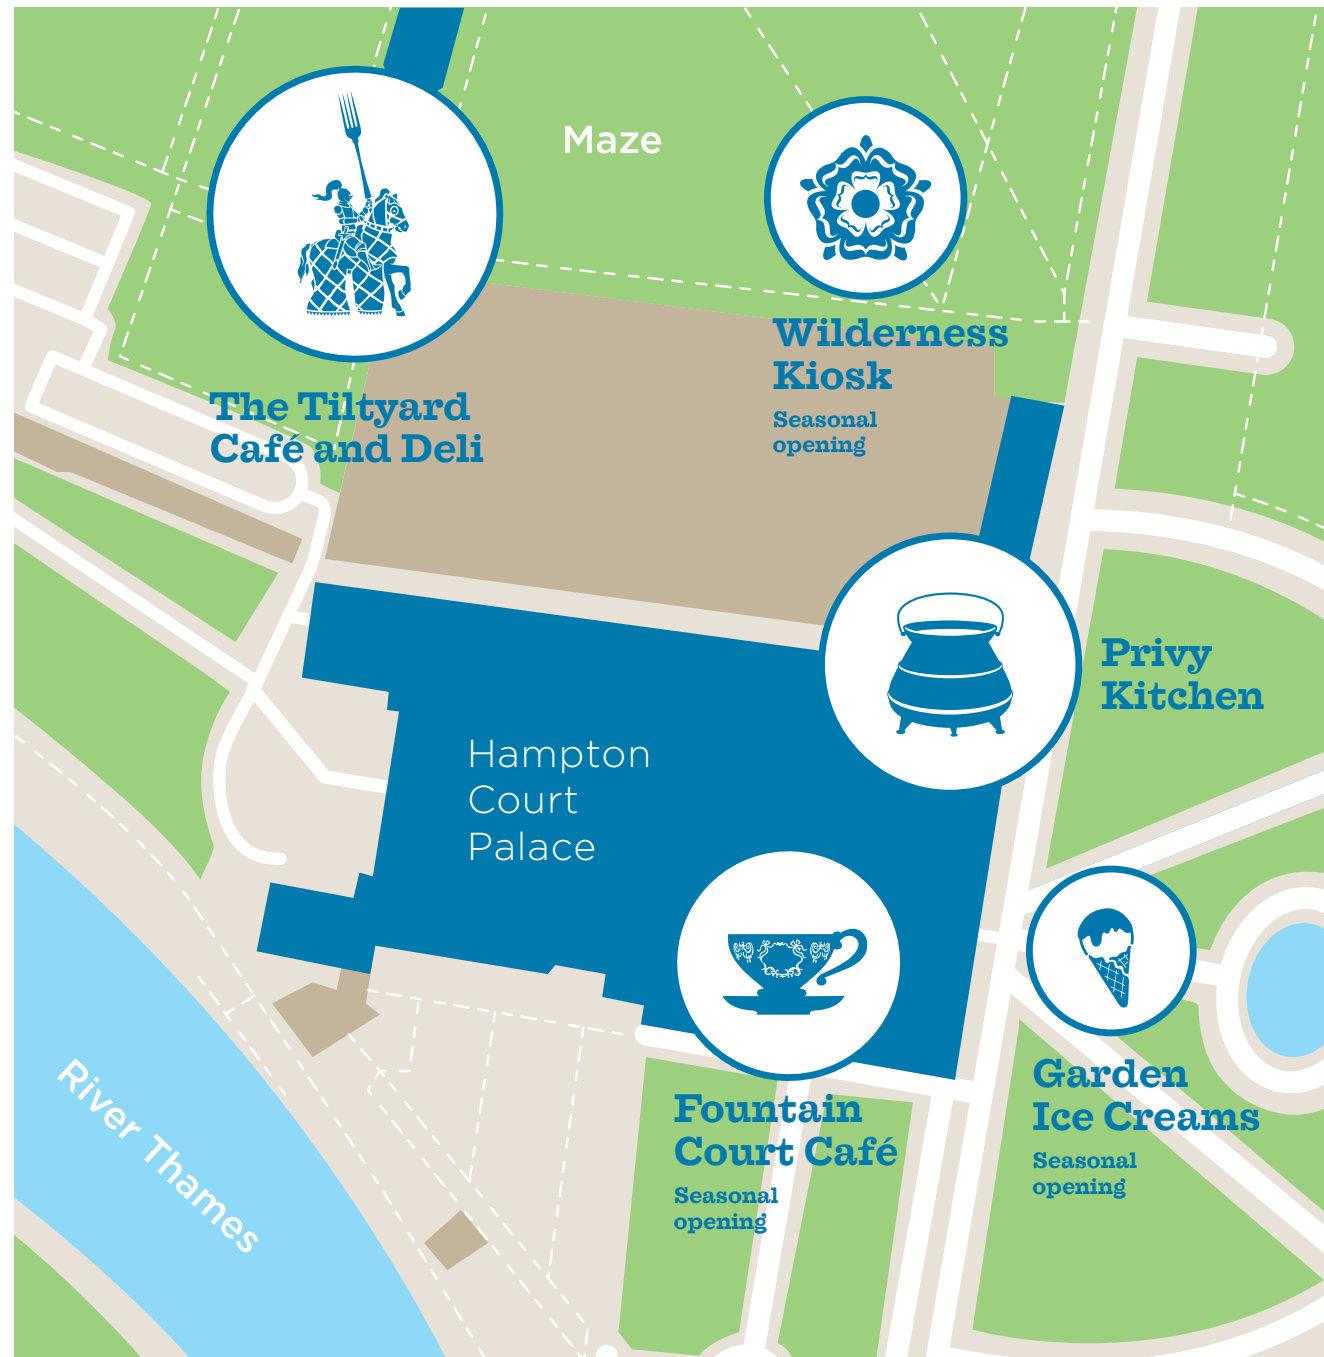 Maze
Wilderness
Kiosk
Seasonal
opening
The Tiltyard
Café and Deli
Privy
Kitchen
Hampton
Court
Palace
River Thames
Garden
Ice Creams
Seasonal
opening
Fountain
Court Café
Seasonal
opening